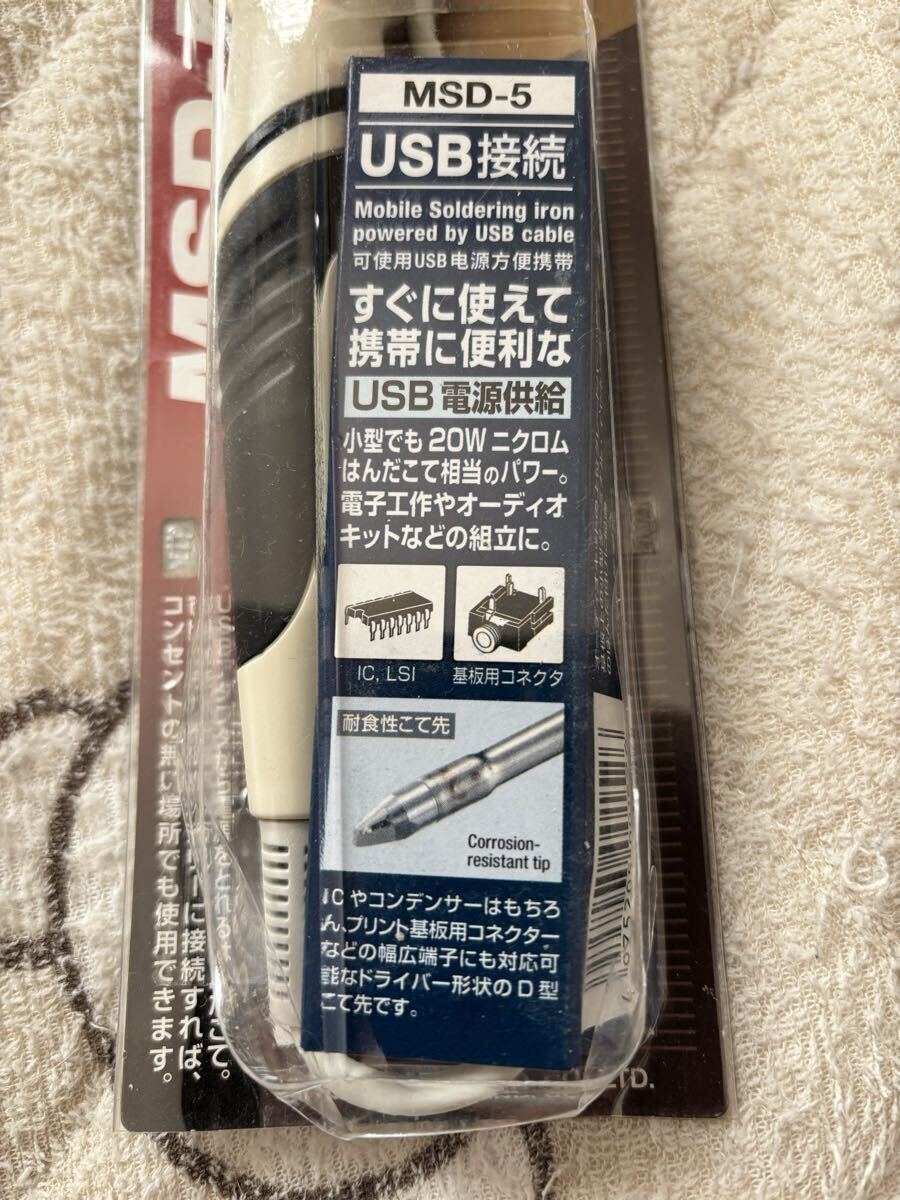 MSD-5
USB接続
Mobile Soldering iron
powered by USB cable
可使用USB电源方便携带
すぐに使えて
携帯に便利な
USB電源供給
小型でも20Wニクロム
はんだこて相当のパワー。
電子工作やオーディオ
キットなどの組立に。
IC, LSI
基板用コネクタ
耐食性こて先
Corrosion-
resistant tip
ICやコンデンサーはもちろ
ん、プリント基板用コネクター
などの幅広端子にも対応可
能なドライバー形状のD型
こて先です。
MSD-
に接続すれば、
コンセントの無い場所でも使用できます。
LTD.